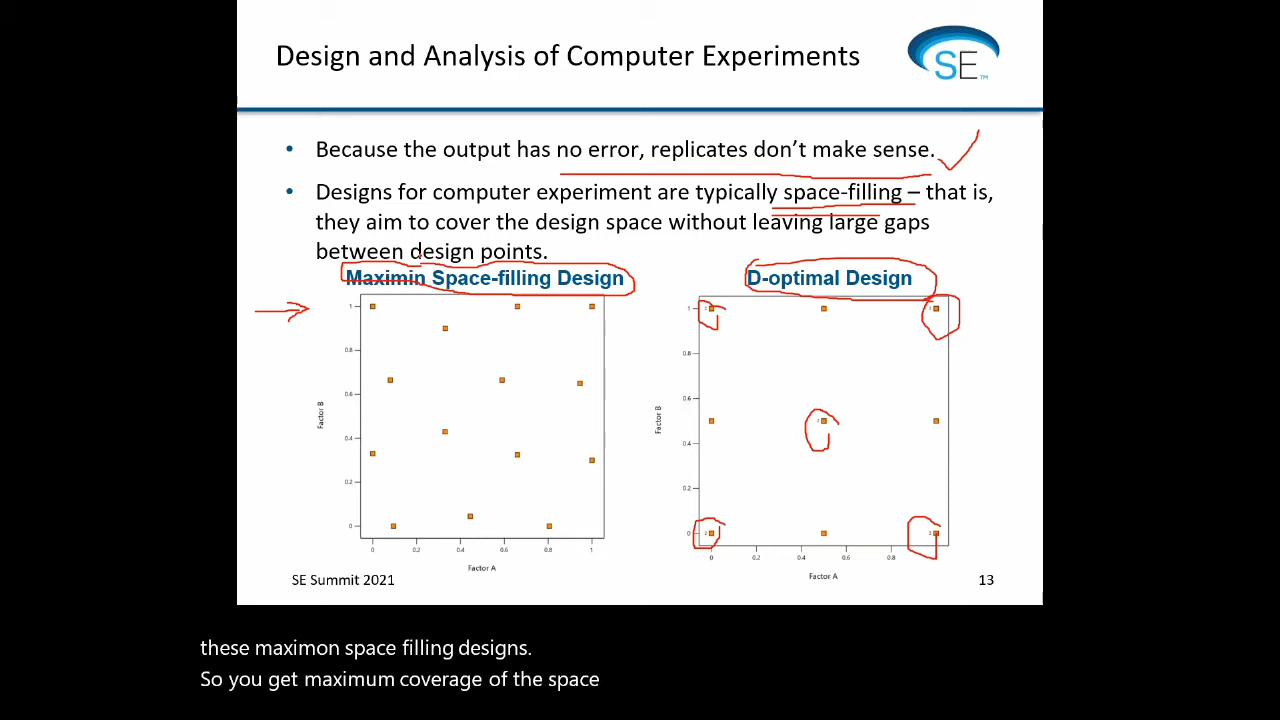 Design and Analysis of Computer Experiments
SE™
• Because the output has no error, replicates don't make sense.
• Designs for computer experiment are typically space-filling – that is,
they aim to cover the design space without leaving large gaps
between design points.
Maximin Space-filling Design
D-optimal Design
1
0.8
0.6
0.4
0.2
0
Factor B
0 0.2 0.4 0.6 0.8 1
Factor A
1
0.8
0.6
0.4
0.2
0
Factor B
0 0.2 0.4 0.6 0.8
Factor A
SE Summit 2021
13
these maximon space filling designs.
So you get maximum coverage of the space